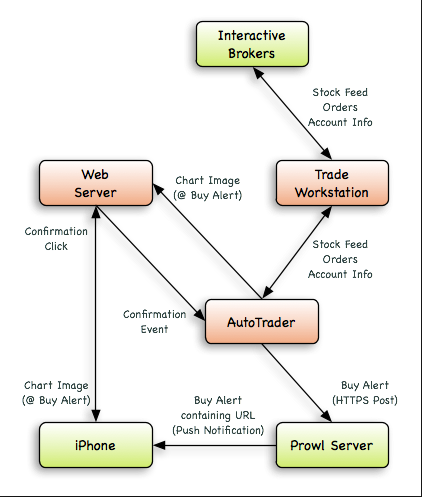 Interactive
Brokers
Stock Feed
Orders
Account Info
Web
Server
Chart Image
(@ Buy Alert)
Trade
Workstation
Confirmation
Click
Stock Feed
Orders
Account Info
Confirmation
Event
AutoTrader
Chart Image
(@ Buy Alert)
Buy Alert
containing URL
(Push Notification)
Buy Alert
(HTTPS Post)
iPhone
Prowl Server